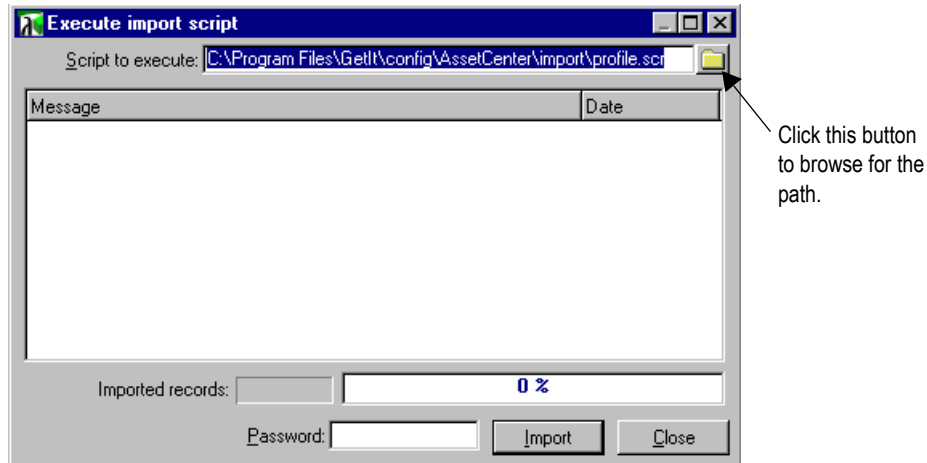 Execute import script
Script to execute: C:\Program Files\GetIt\config\AssetCenter\import\profile.scr
Message Date
Click this button
to browse for the
path.
Imported records: 0 %
Password: Import Close